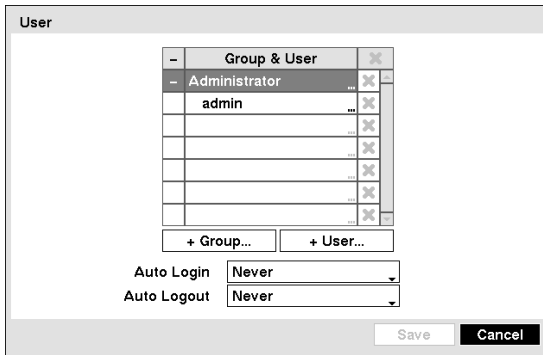 User
– Group & User
– Administrator ...
admin ...
...
...
...
...
...
+ Group... + User...
Auto Login Never
Auto Logout Never
Save Cancel